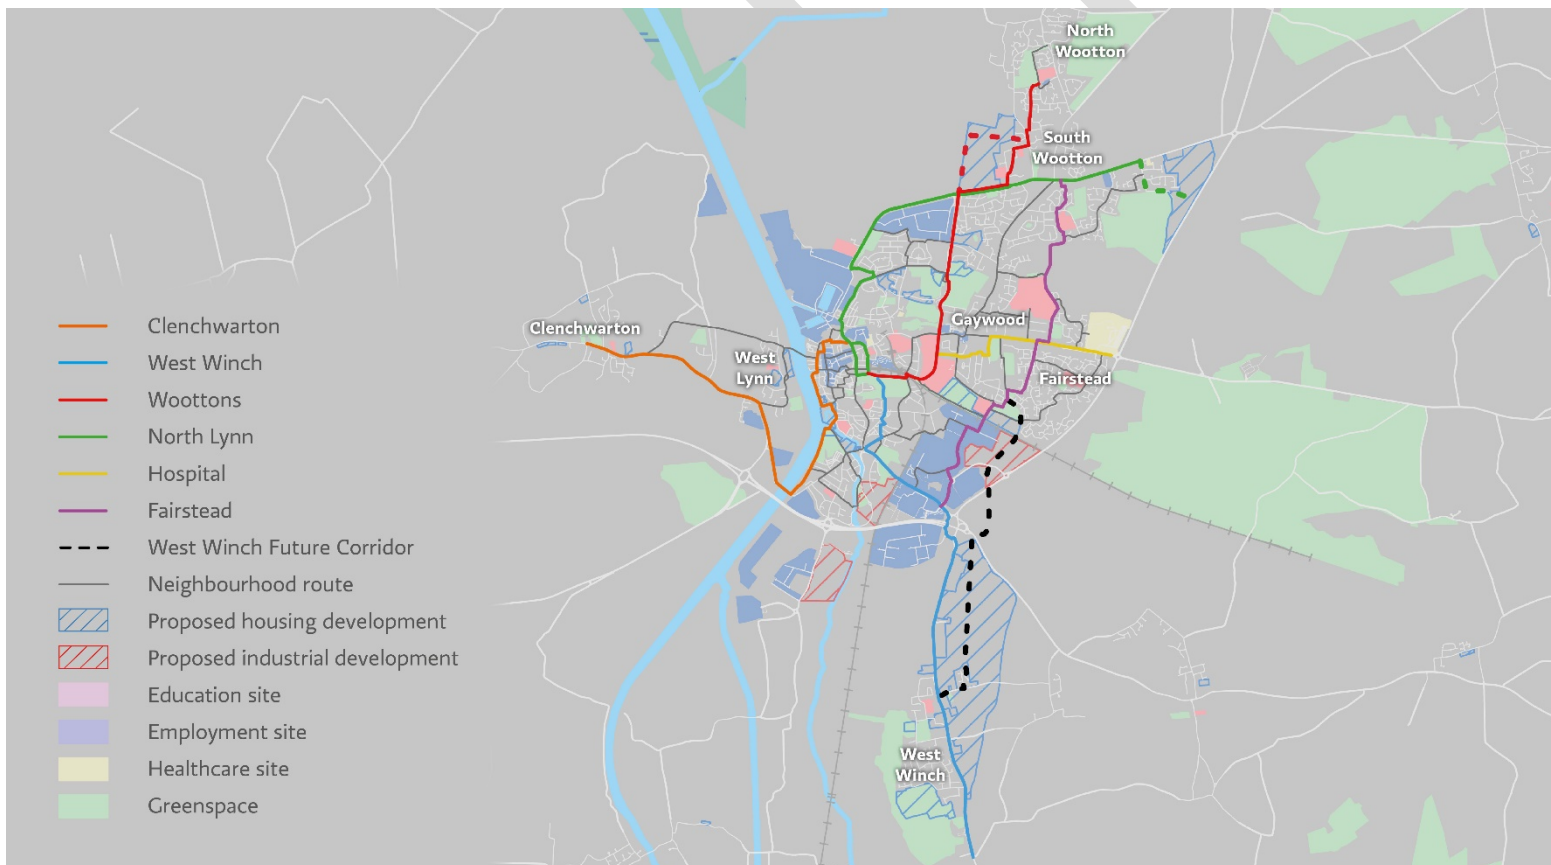 North
Wootton
South
Wootton
Clenchwarton
West
Lynn
Gaywood
Fairstead
West
Winch
Clenchwarton
West Winch
Woottons
North Lynn
Hospital
Fairstead
West Winch Future Corridor
Neighbourhood route
Proposed housing development
Proposed industrial development
Education site
Employment site
Healthcare site
Greenspace